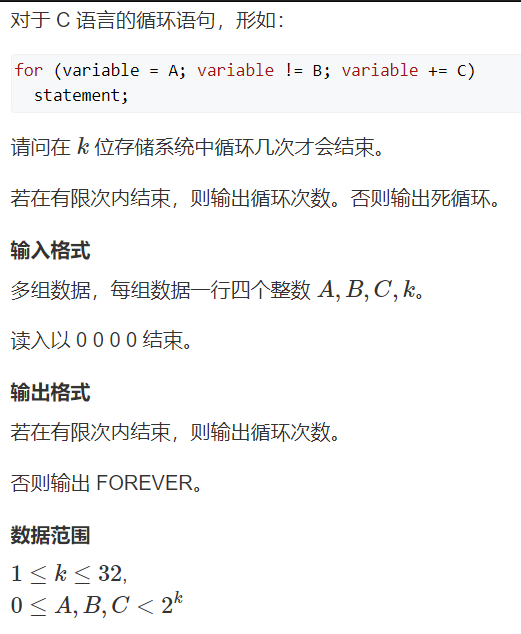 对于 C 语言的循环语句，形如：
for (variable = A; variable != B; variable += C)
statement;
请问在 k 位存储系统中循环几次才会结束。
若在有限次内结束，则输出循环次数。否则输出死循环。
输入格式
多组数据，每组数据一行四个整数 A, B, C, k。
读入以 0 0 0 0 结束。
输出格式
若在有限次内结束，则输出循环次数。
否则输出 FOREVER。
数据范围
1 ≤ k ≤ 32,
0 ≤ A, B, C < 2^k